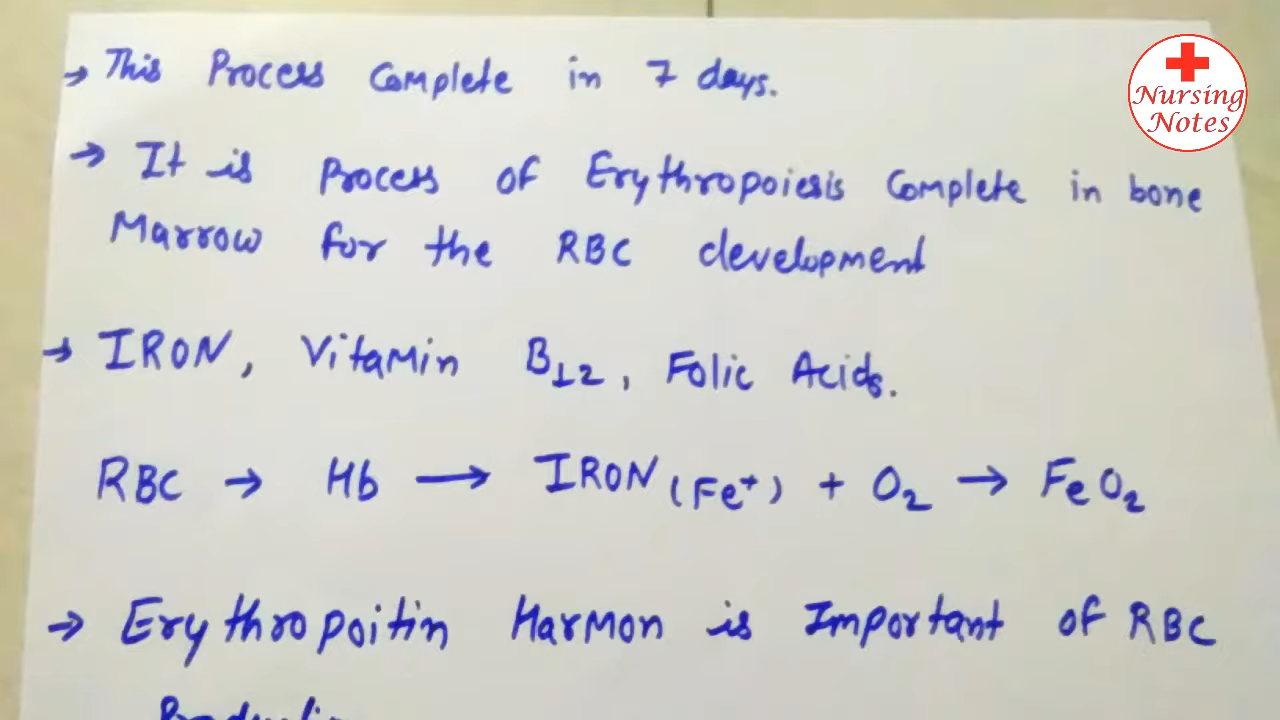 → This Process Complete in 7 days.
Nursing
Notes
→ It is Process of Erythropoiesis Complete in bone
Marrow for the RBC development
→ IRON, Vitamin B12, Folic Acids.
RBC → Hb → IRON (Fe+) + O2 → FeO2
→ Erythropoitin Harmon is Important of RBC